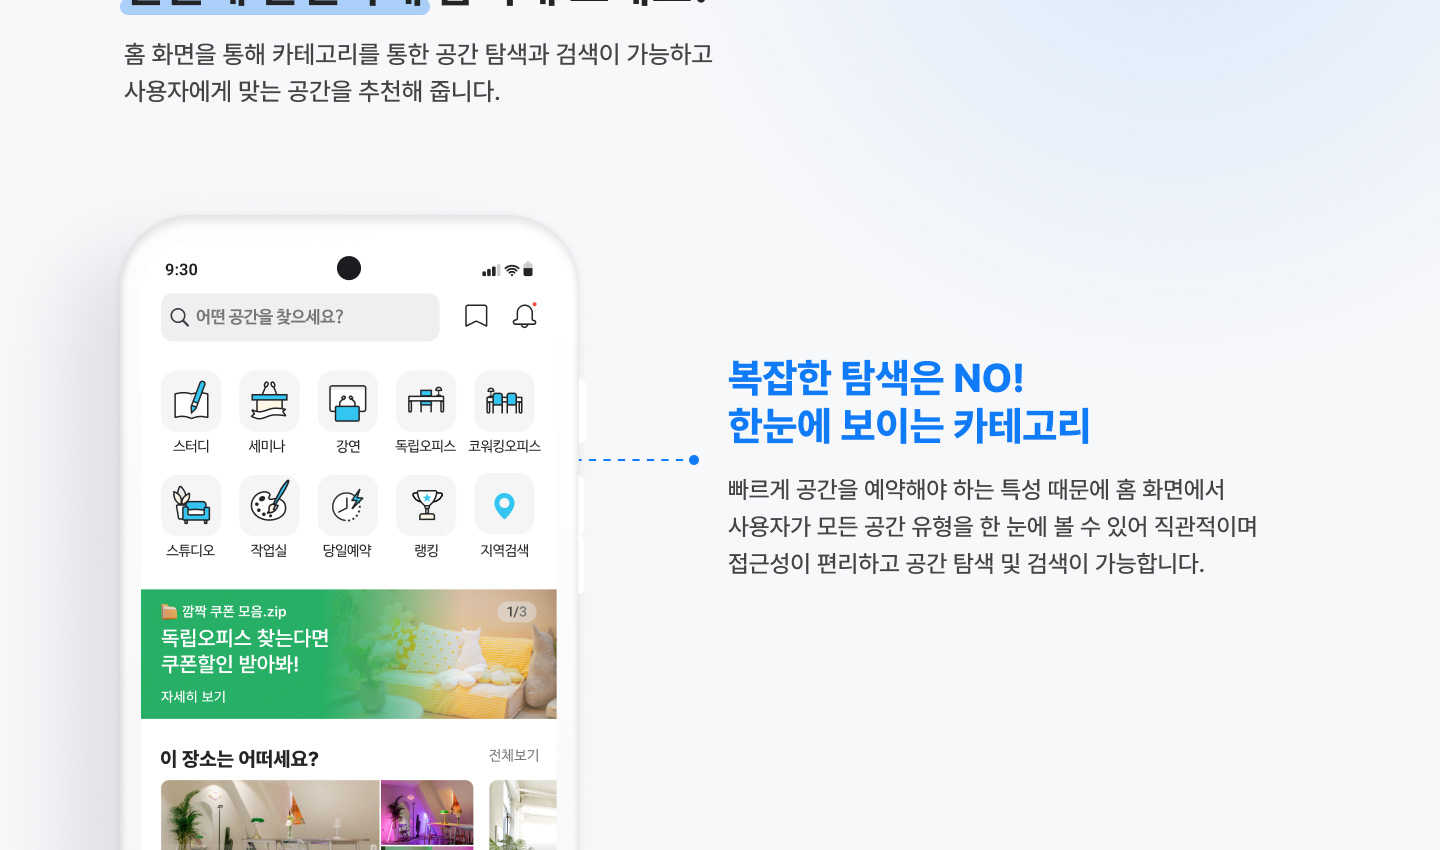 홈 화면을 통해 카테고리를 통한 공간 탐색과 검색이 가능하고
사용자에게 맞는 공간을 추천해 줍니다.
9:30
어떤 공간을 찾으세요?
스터디
세미나
강연
독립오피스
코워킹오피스
스튜디오
작업실
당일예약
랭킹
지역검색
깜짝 쿠폰 모음.zip
1/3
독립오피스 찾는다면
쿠폰할인 받아봐!
자세히 보기
이 장소는 어떠세요?
전체보기
복잡한 탐색은 NO!
한눈에 보이는 카테고리
빠르게 공간을 예약해야 하는 특성 때문에 홈 화면에서
사용자가 모든 공간 유형을 한 눈에 볼 수 있어 직관적이며
접근성이 편리하고 공간 탐색 및 검색이 가능합니다.